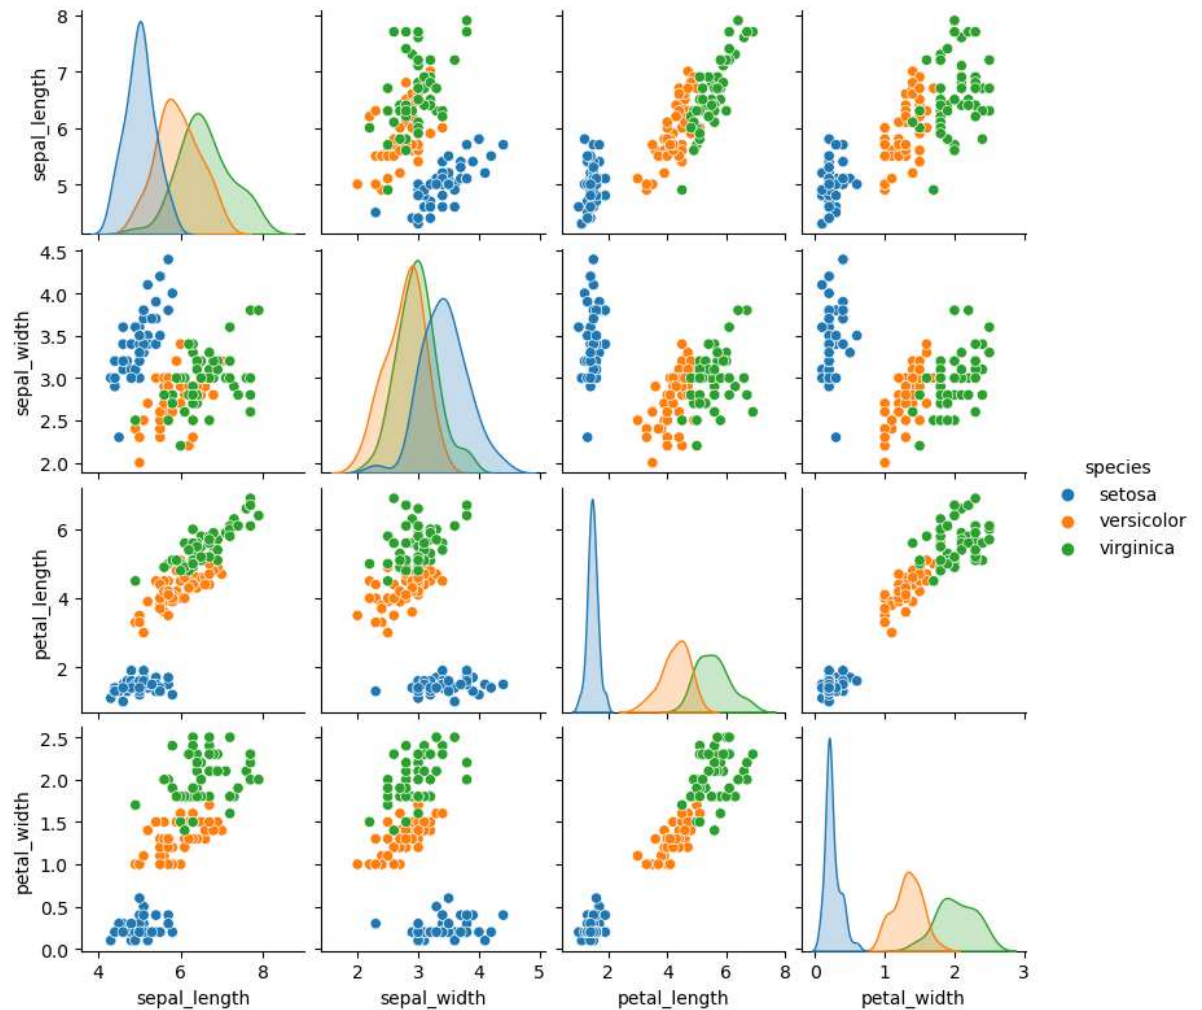 8
7
6
5
sepal_length
4.5
4.0
3.5
3.0
2.5
2.0
sepal_width
species
setosa
versicolor
virginica
6
4
2
petal_length
2.5
2.0
1.5
1.0
0.5
0.0
petal_width
4 6 8
2 3 4 5
2 4 6 8
0 1 2 3
sepal_length
sepal_width
petal_length
petal_width